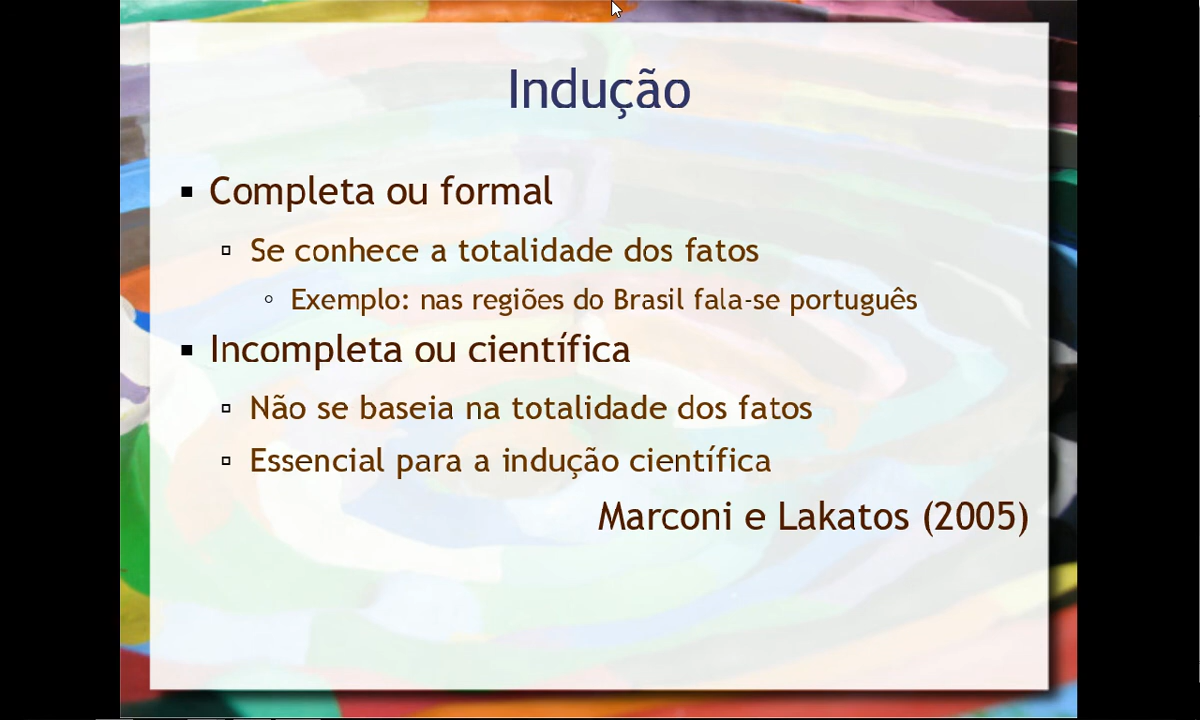 Indução
Completa ou formal
Se conhece a totalidade dos fatos
Exemplo: nas regiões do Brasil fala-se português
Incompleta ou científica
Não se baseia na totalidade dos fatos
Essencial para a indução científica
Marconi e Lakatos (2005)